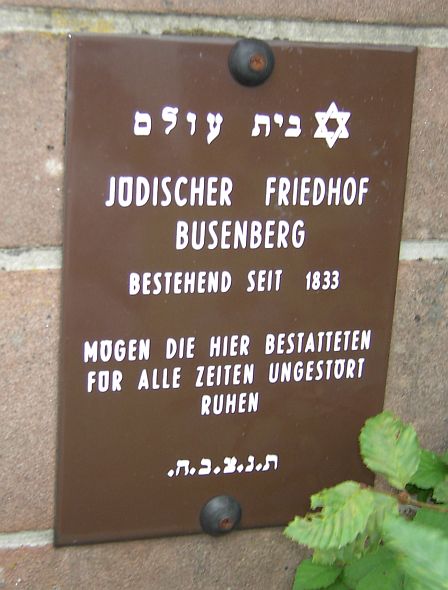 בית עולם
JÜDISCHER FRIEDHOF
BUSENBERG
BESTEHEND SEIT 1833
MÖGEN DIE HIER BESTATTETEN
FÜR ALLE ZEITEN UNGESTÖRT
RUHEN
ת.נ.צ.ב.ה.